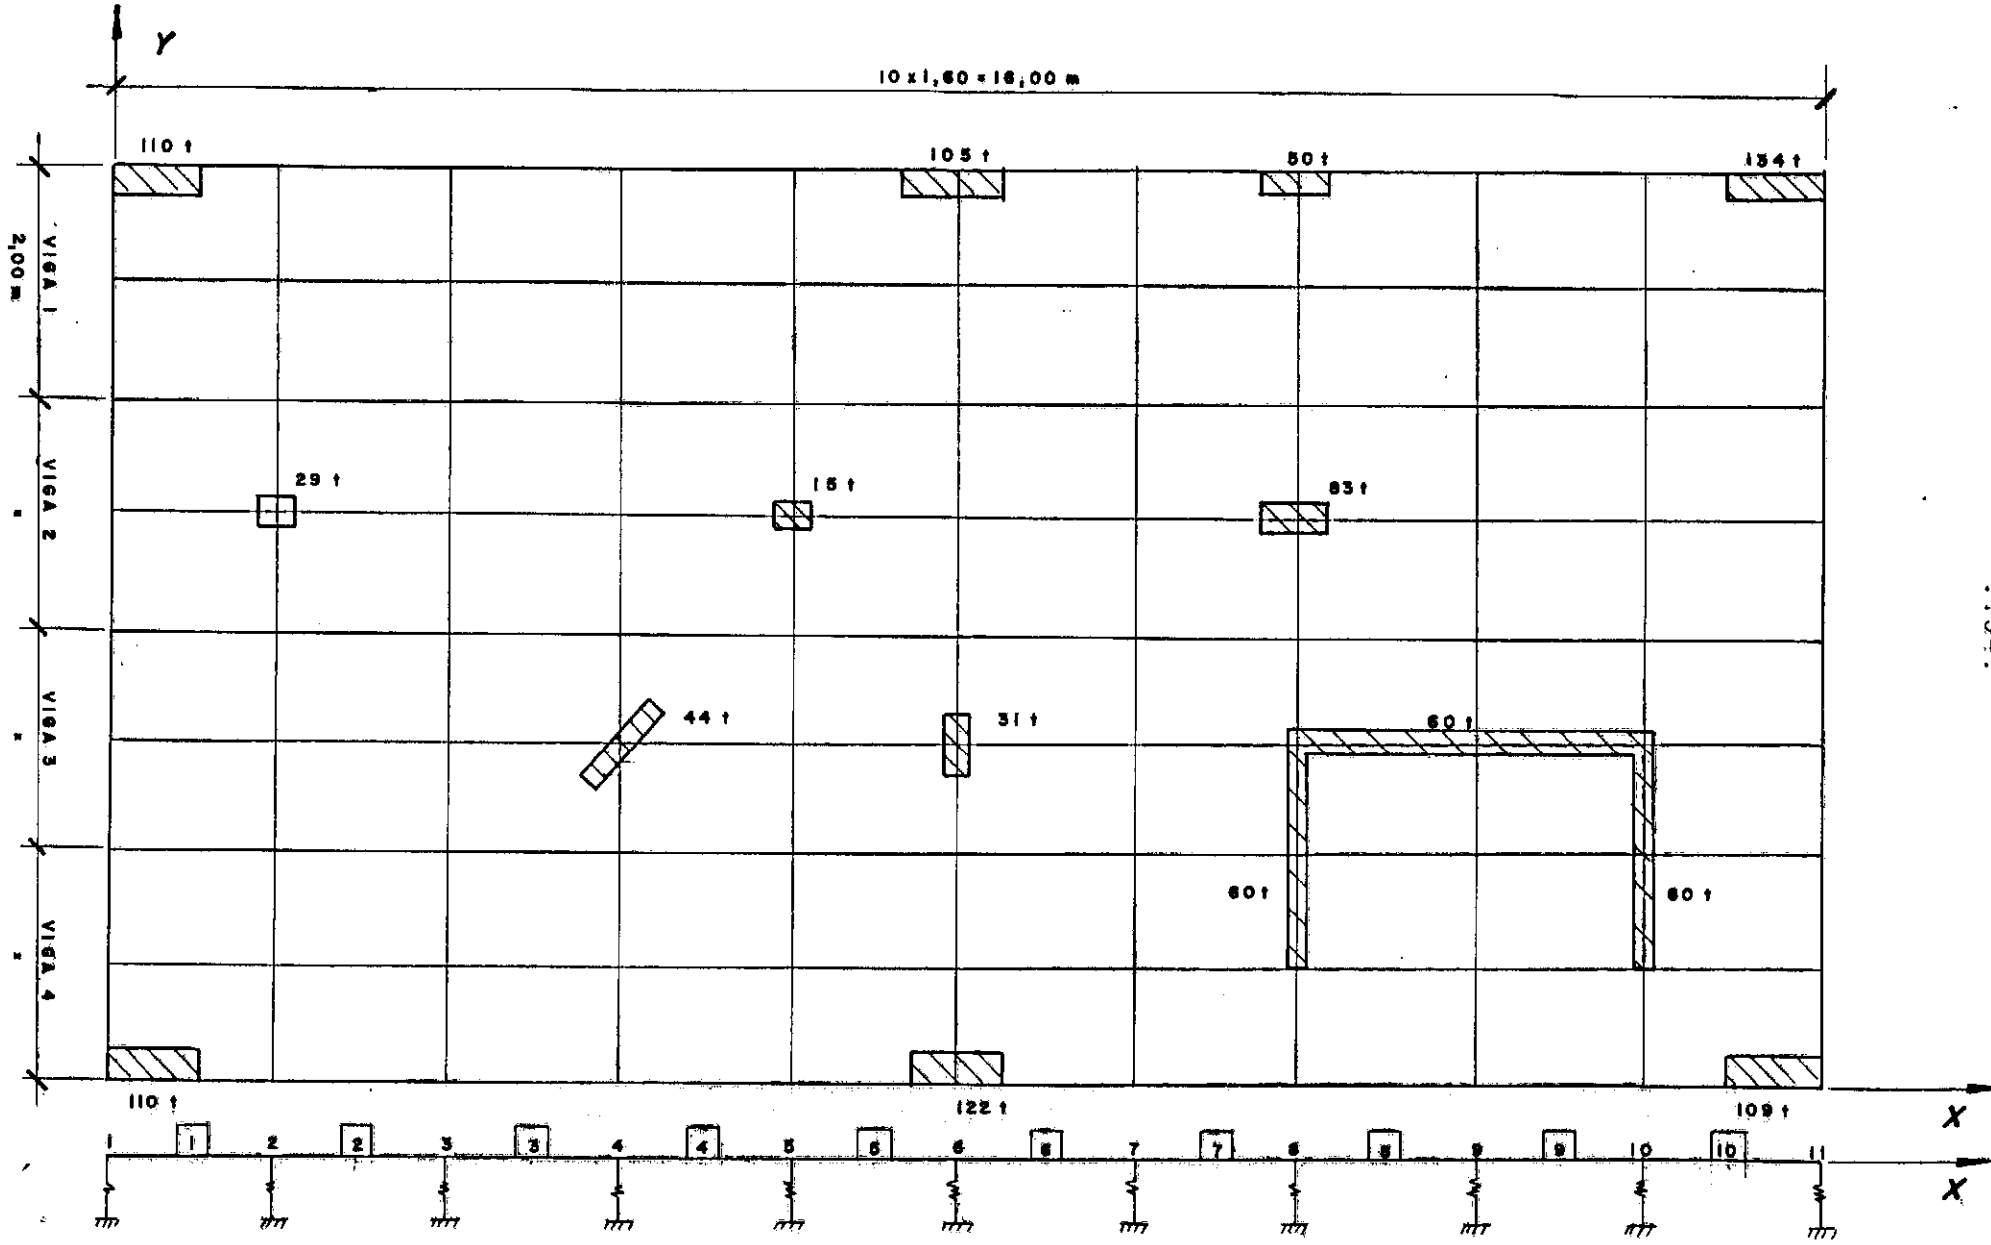 Y
10 x 1,60 = 16,00 m
110 t
105 t
50 t
134 t
VIGA 1
2,00 m
29 t
15 t
83 t
VIGA 2
"
44 t
31 t
60 t
VIGA 3
"
60 t
60 t
VIGA 4
"
110 t
122 t
109 t
X
1 1 2 2 3 3 4 4 5 5 6 6 7 7 8 8 9 9 10 10 11
X